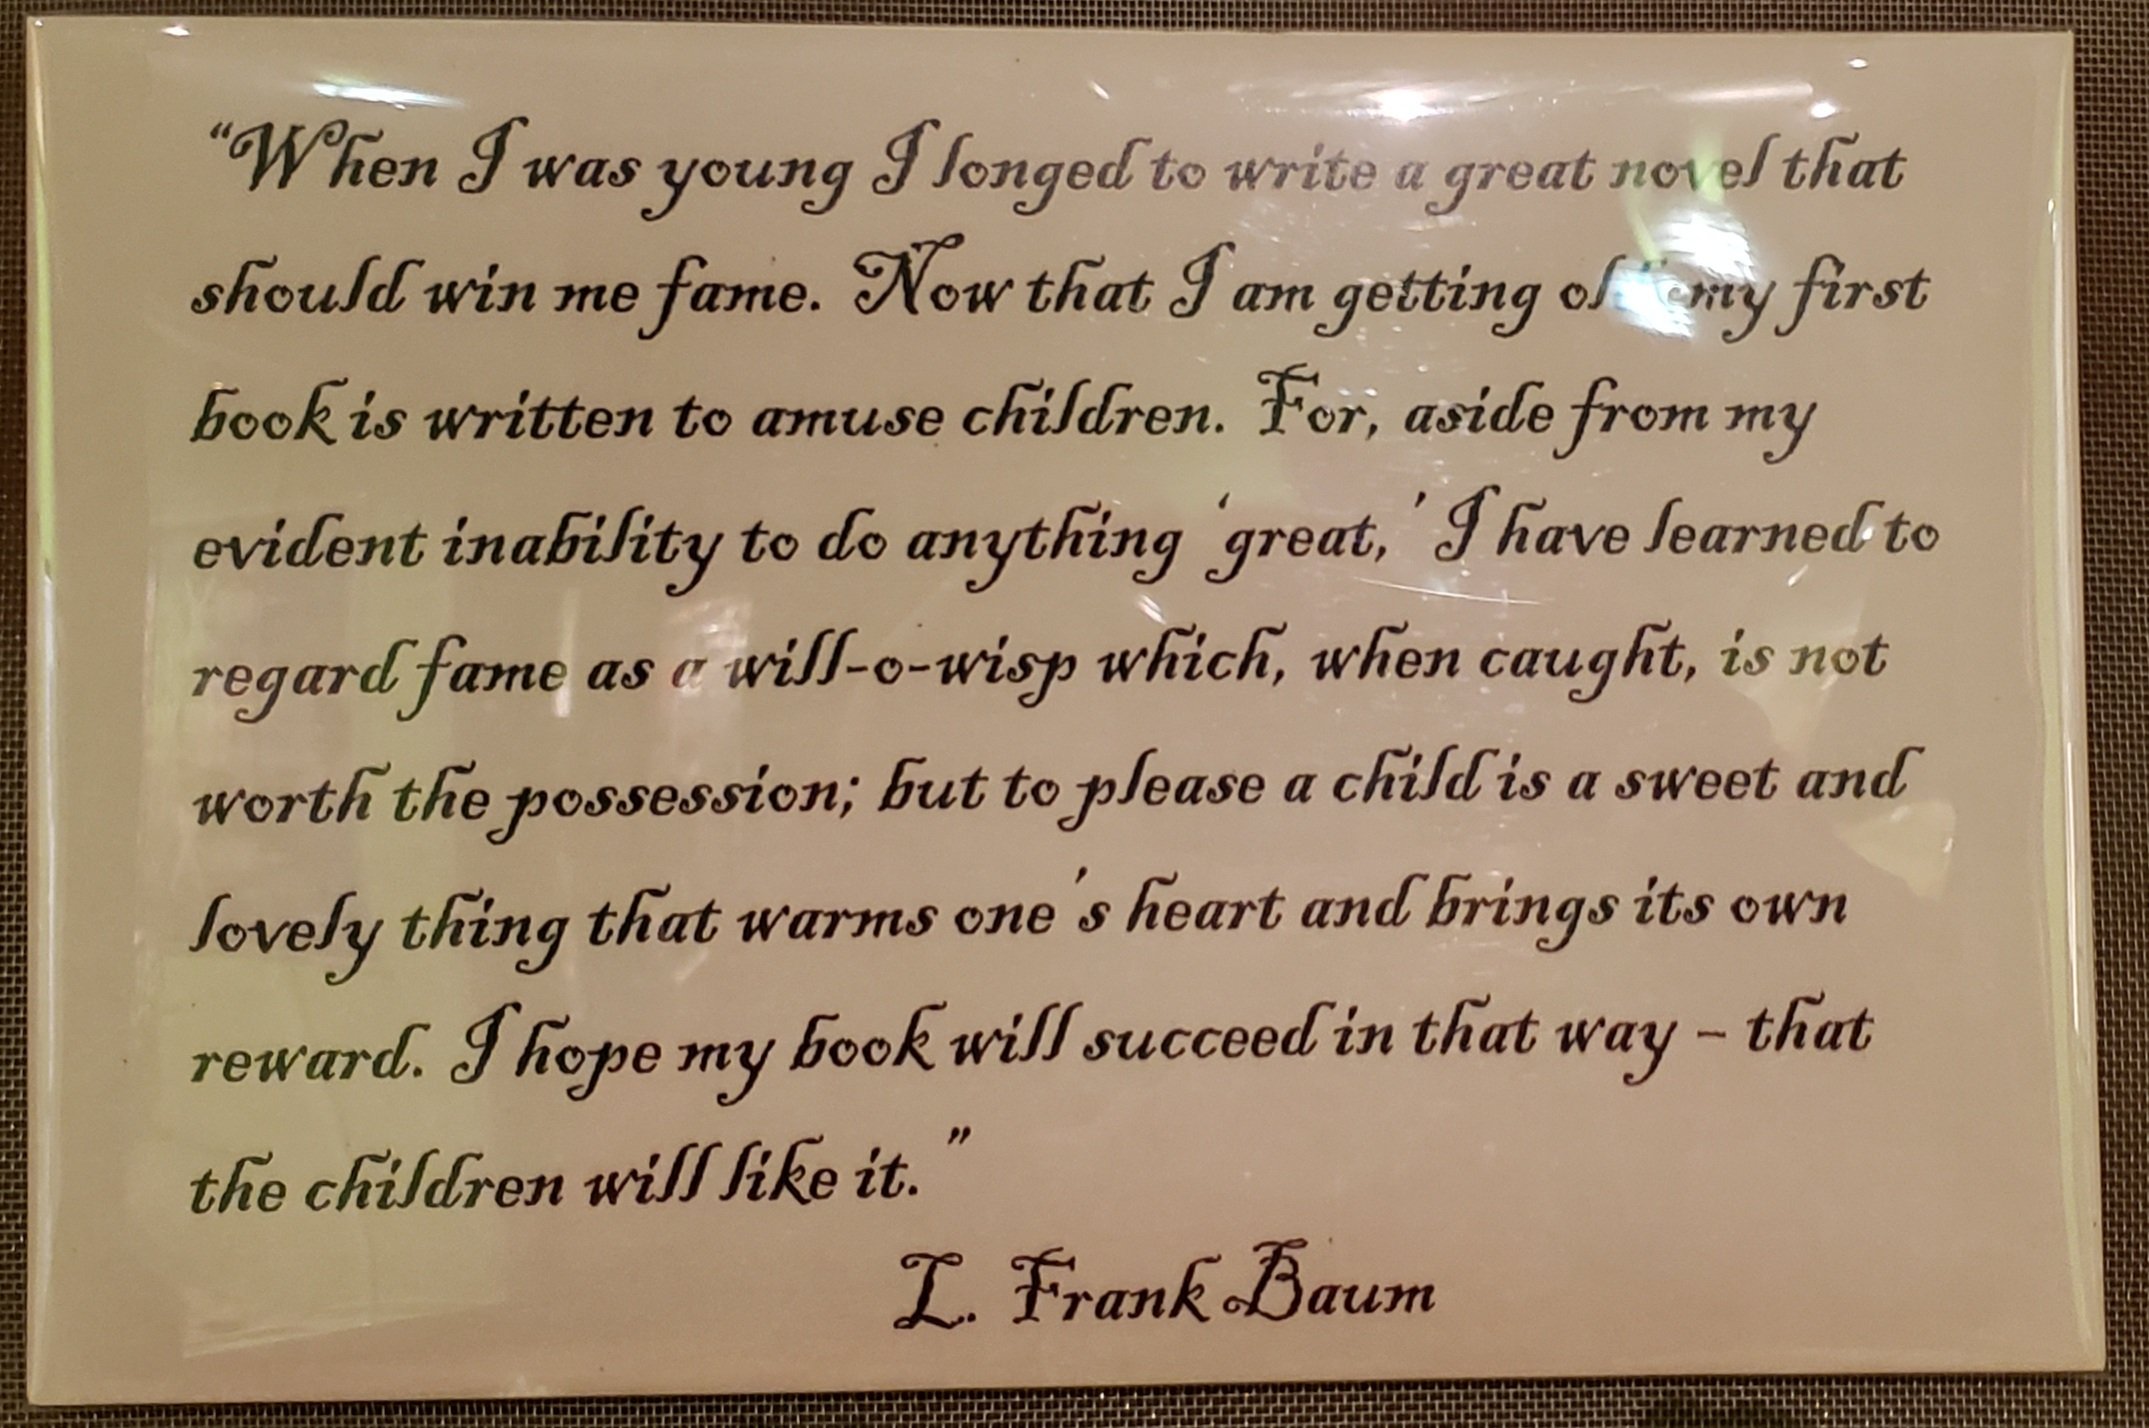 “When I was young I longed to write a great novel that
should win me fame. Now that I am getting old my first
book is written to amuse children. For, aside from my
evident inability to do anything ‘great,’ I have learned to
regard fame as a will-o-wisp which, when caught, is not
worth the possession; but to please a child is a sweet and
lovely thing that warms one's heart and brings its own
reward. I hope my book will succeed in that way – that
the children will like it.”
L. Frank Baum